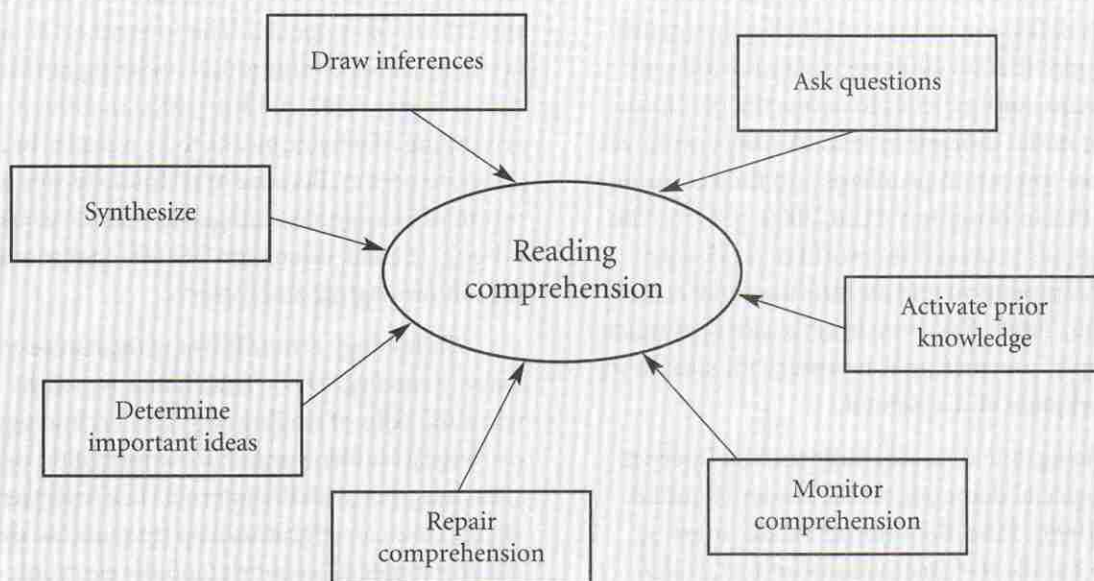 Draw inferences
Ask questions
Synthesize
Reading
comprehension
Activate prior
knowledge
Determine
important ideas
Monitor
comprehension
Repair
comprehension